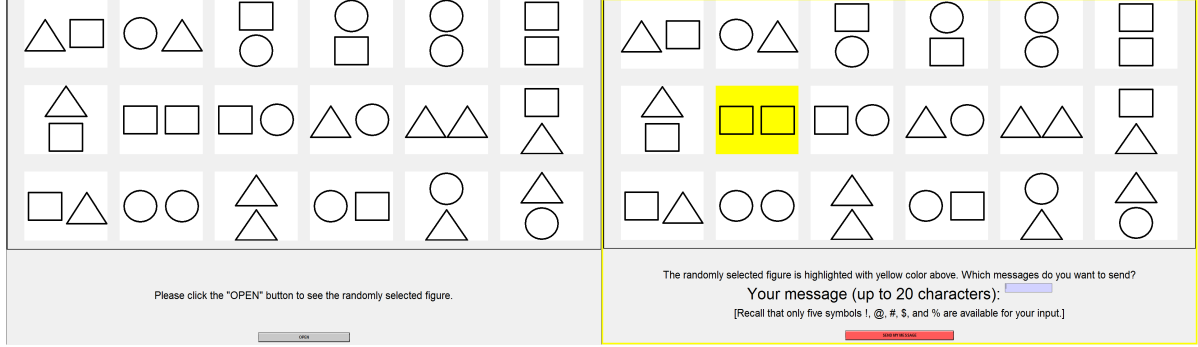 Please click the "OPEN" button to see the randomly selected figure.
OPEN
The randomly selected figure is highlighted with yellow color above. Which messages do you want to send?
Your message (up to 20 characters):
[Recall that only five symbols !, @, #, $, and % are available for your input.]
SEND MY MESSAGE